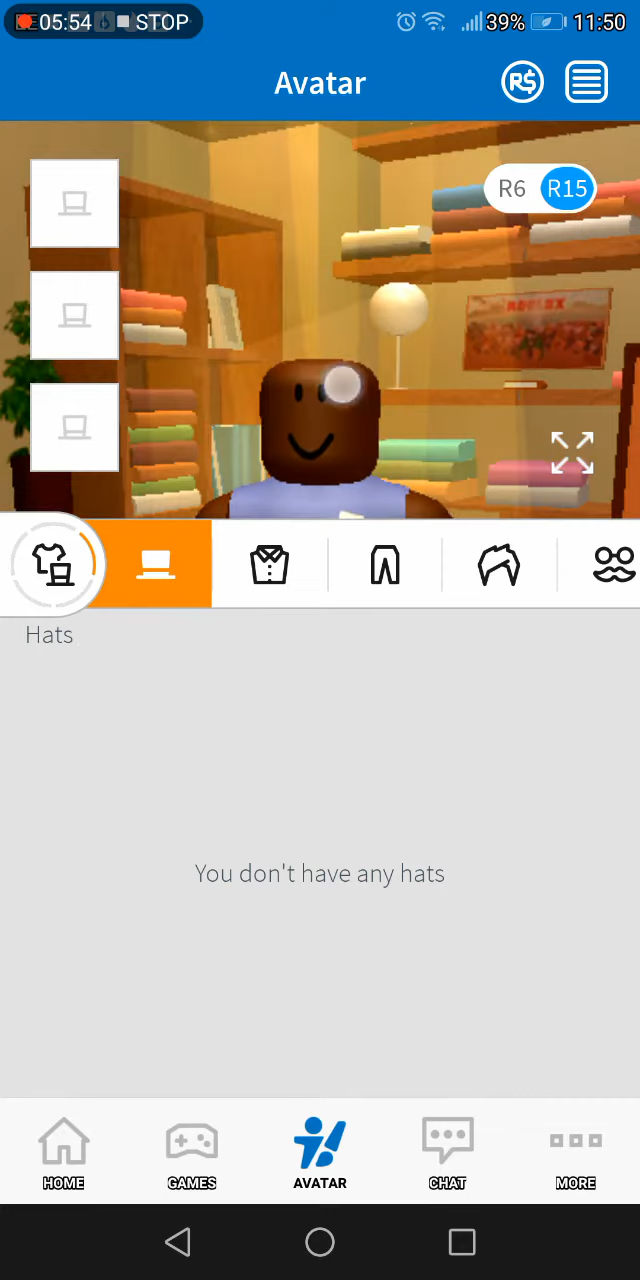 05:54 STOP 39% 11:50
Avatar R$
R6 R15
ROBLOX
Hats
You don't have any hats
HOME GAMES AVATAR CHAT MORE